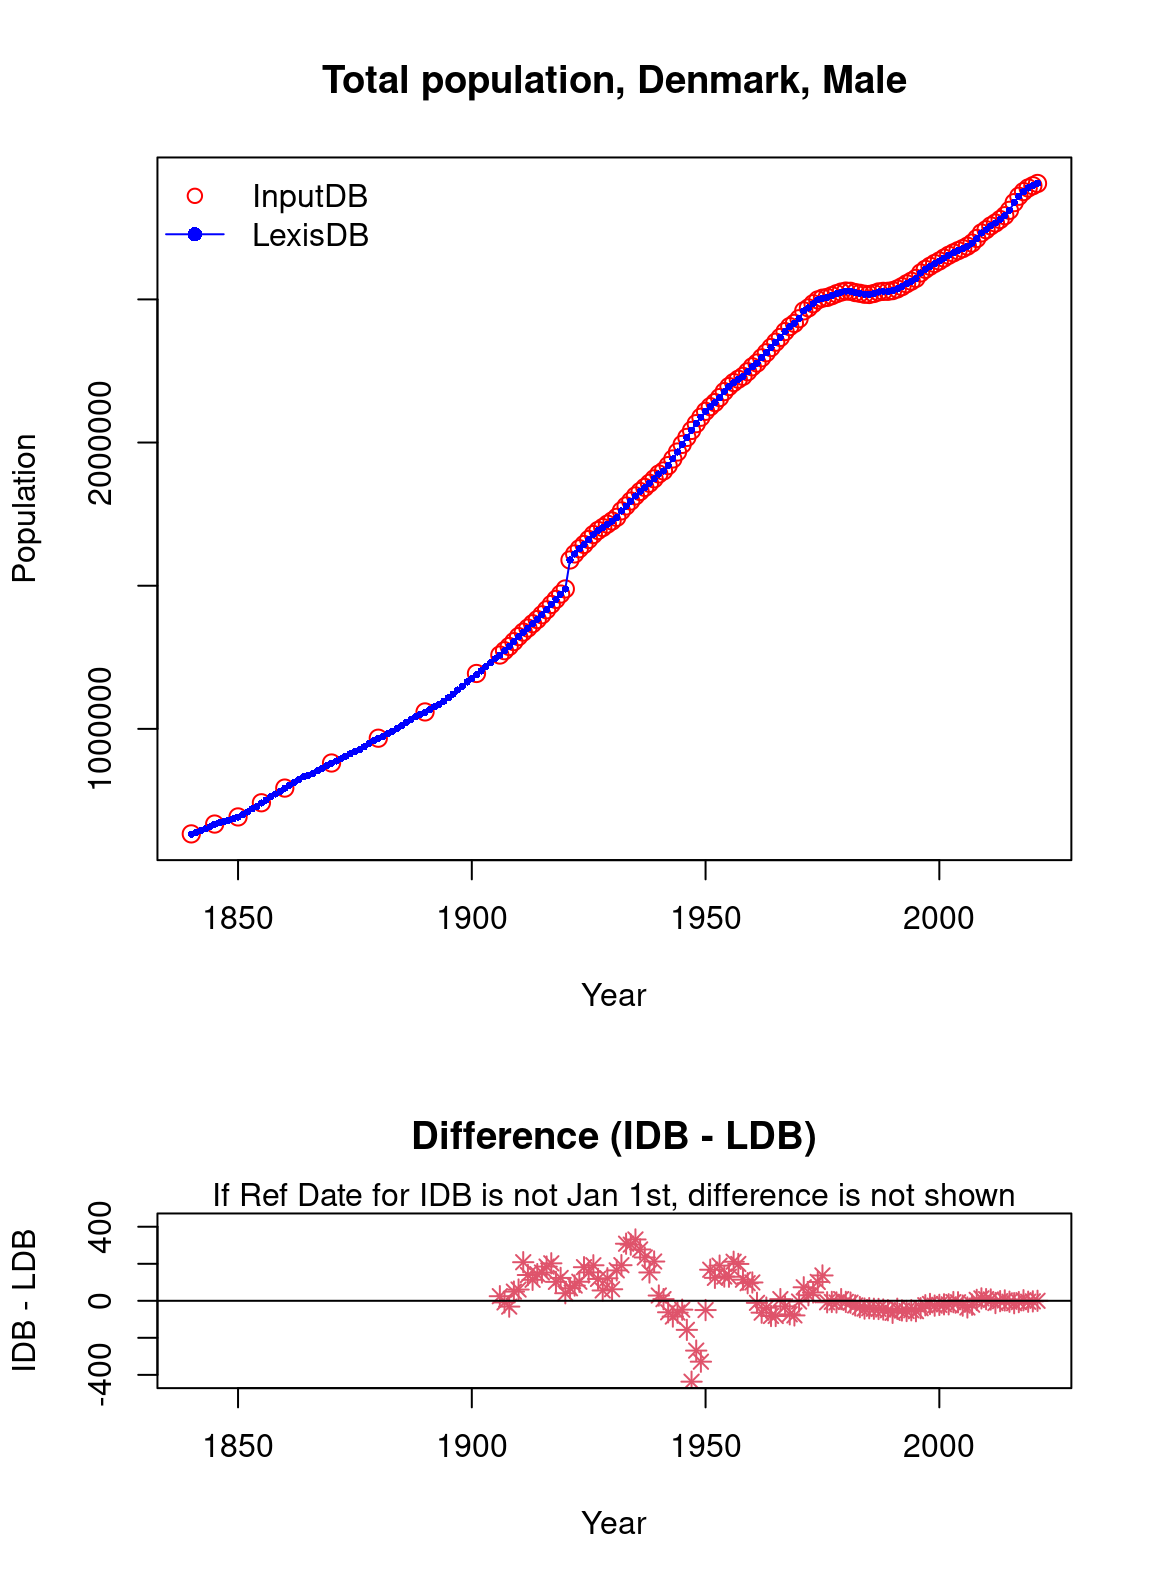 Total population, Denmark, Male
InputDB
LexisDB
Population
1000000
2000000
1850
1900
1950
2000
Year
Difference (IDB - LDB)
If Ref Date for IDB is not Jan 1st, difference is not shown
IDB - LDB
400
0
-400
1850
1900
1950
2000
Year